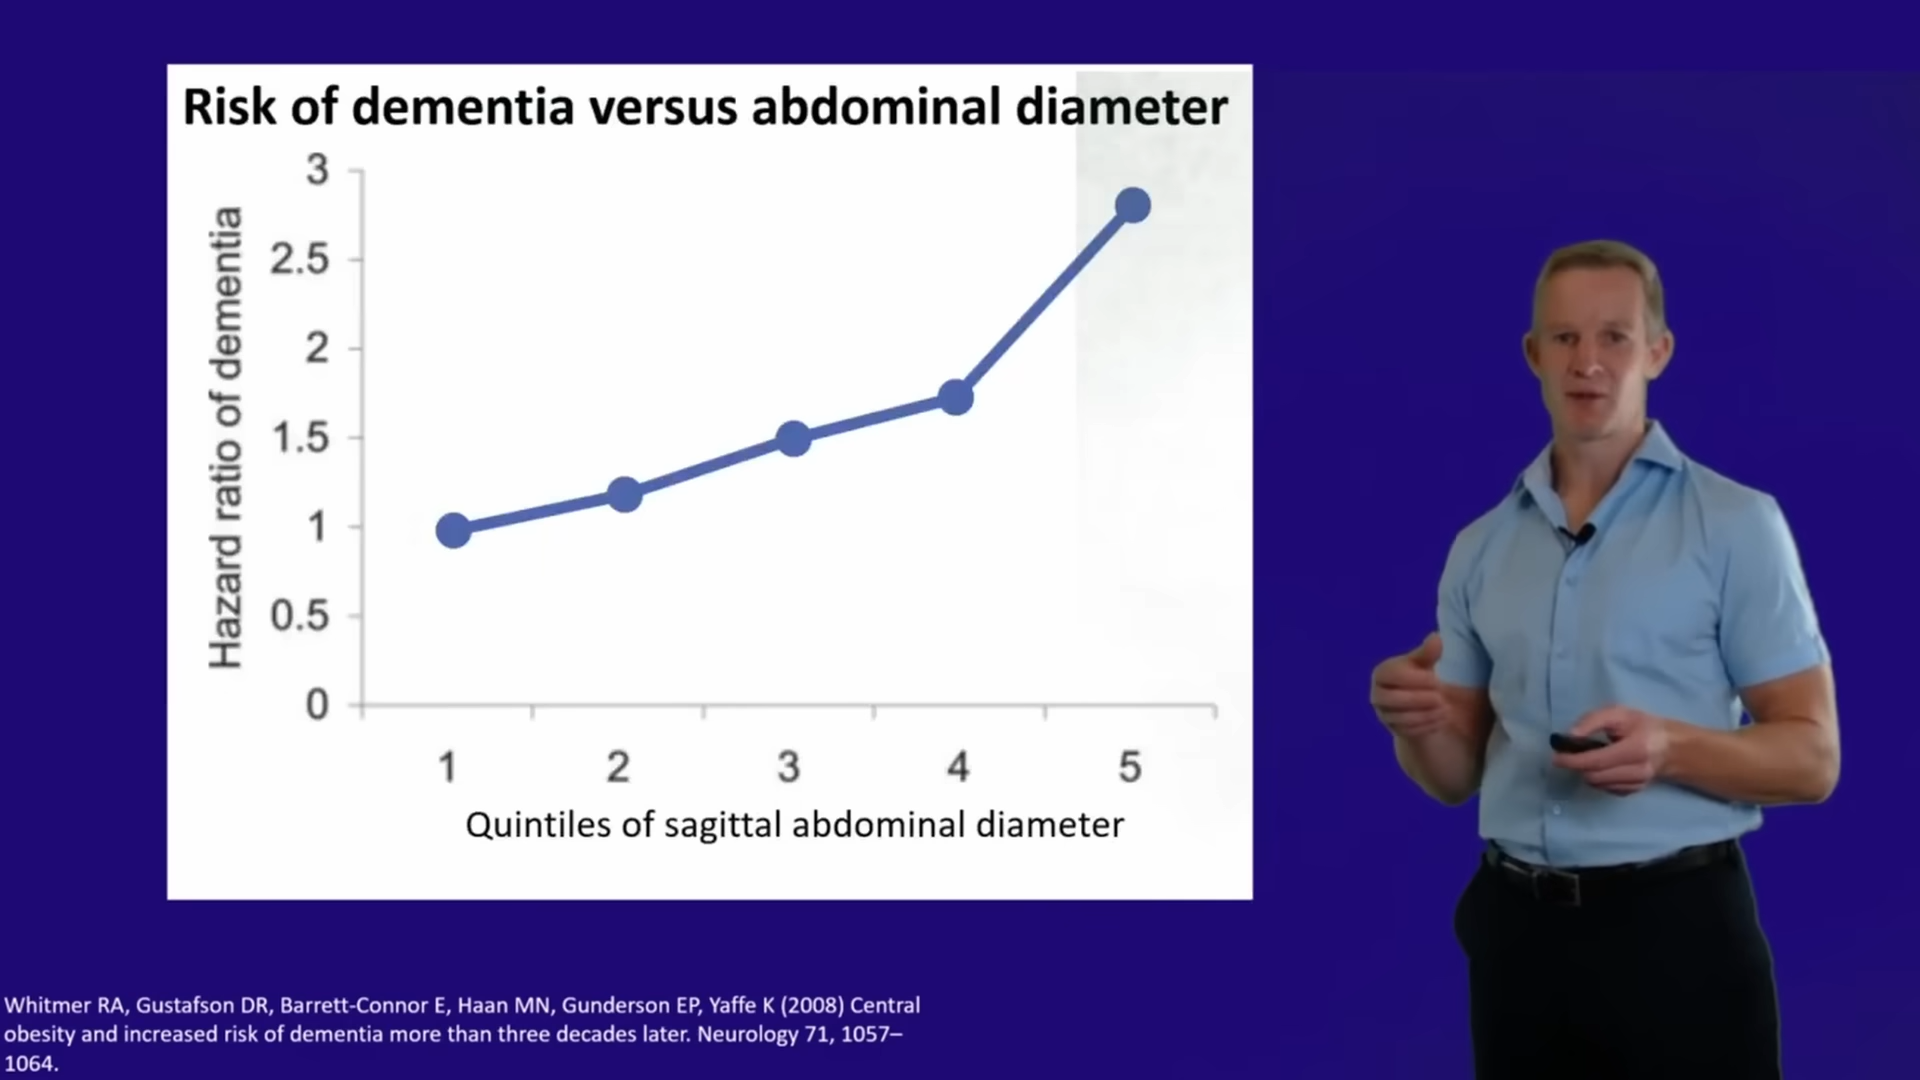 Risk of dementia versus abdominal diameter
Hazard ratio of dementia
3
2.5
2
1.5
1
0.5
0
1 2 3 4 5
Quintiles of sagittal abdominal diameter
Whitmer RA, Gustafson DR, Barrett-Connor E, Haan MN, Gunderson EP, Yaffe K (2008) Central
obesity and increased risk of dementia more than three decades later. Neurology 71, 1057–
1064.